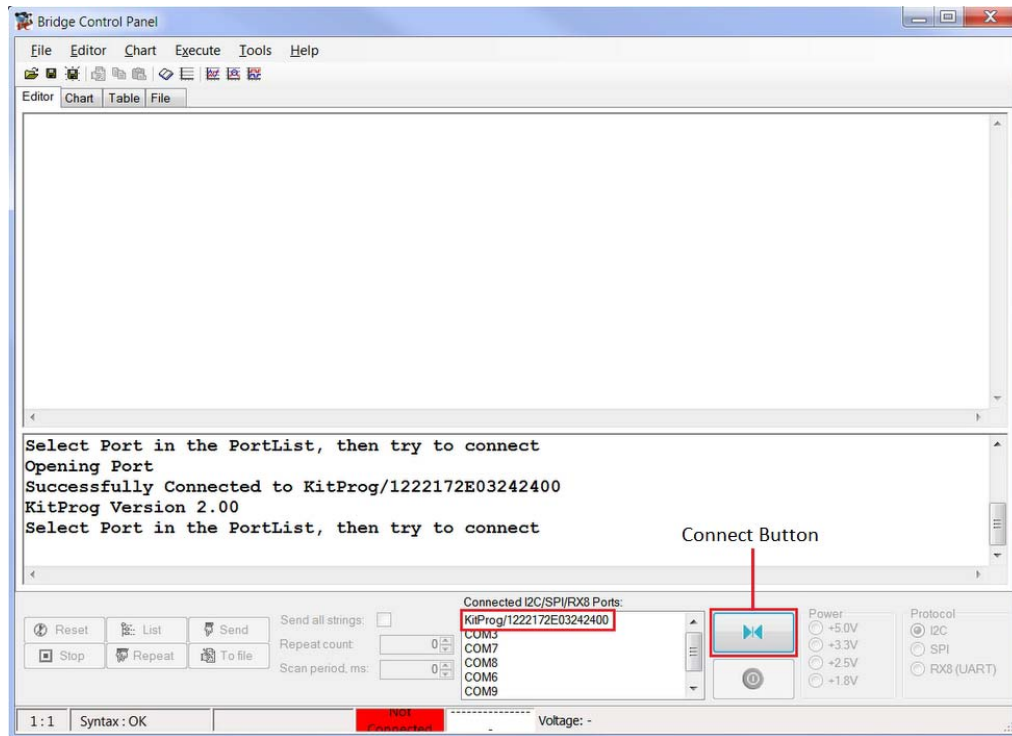 Bridge Control Panel
File Editor Chart Execute Tools Help
Editor Chart Table File
Select Port in the PortList, then try to connect
Opening Port
Successfully Connected to KitProg/1222172E03242400
KitProg Version 2.00
Select Port in the PortList, then try to connect
Connect Button
Connected I2C/SPI/RX8 Ports:
KitProg/1222172E03242400
COM3
COM7
COM8
COM6
COM9
Reset List Send
Stop Repeat To file
Send all strings:
Repeat count: 0
Scan period, ms: 0
Power
+5.0V
+3.3V
+2.5V
+1.8V
Protocol
I2C
SPI
RX8 (UART)
1:1 Syntax : OK Not Connected Voltage: -